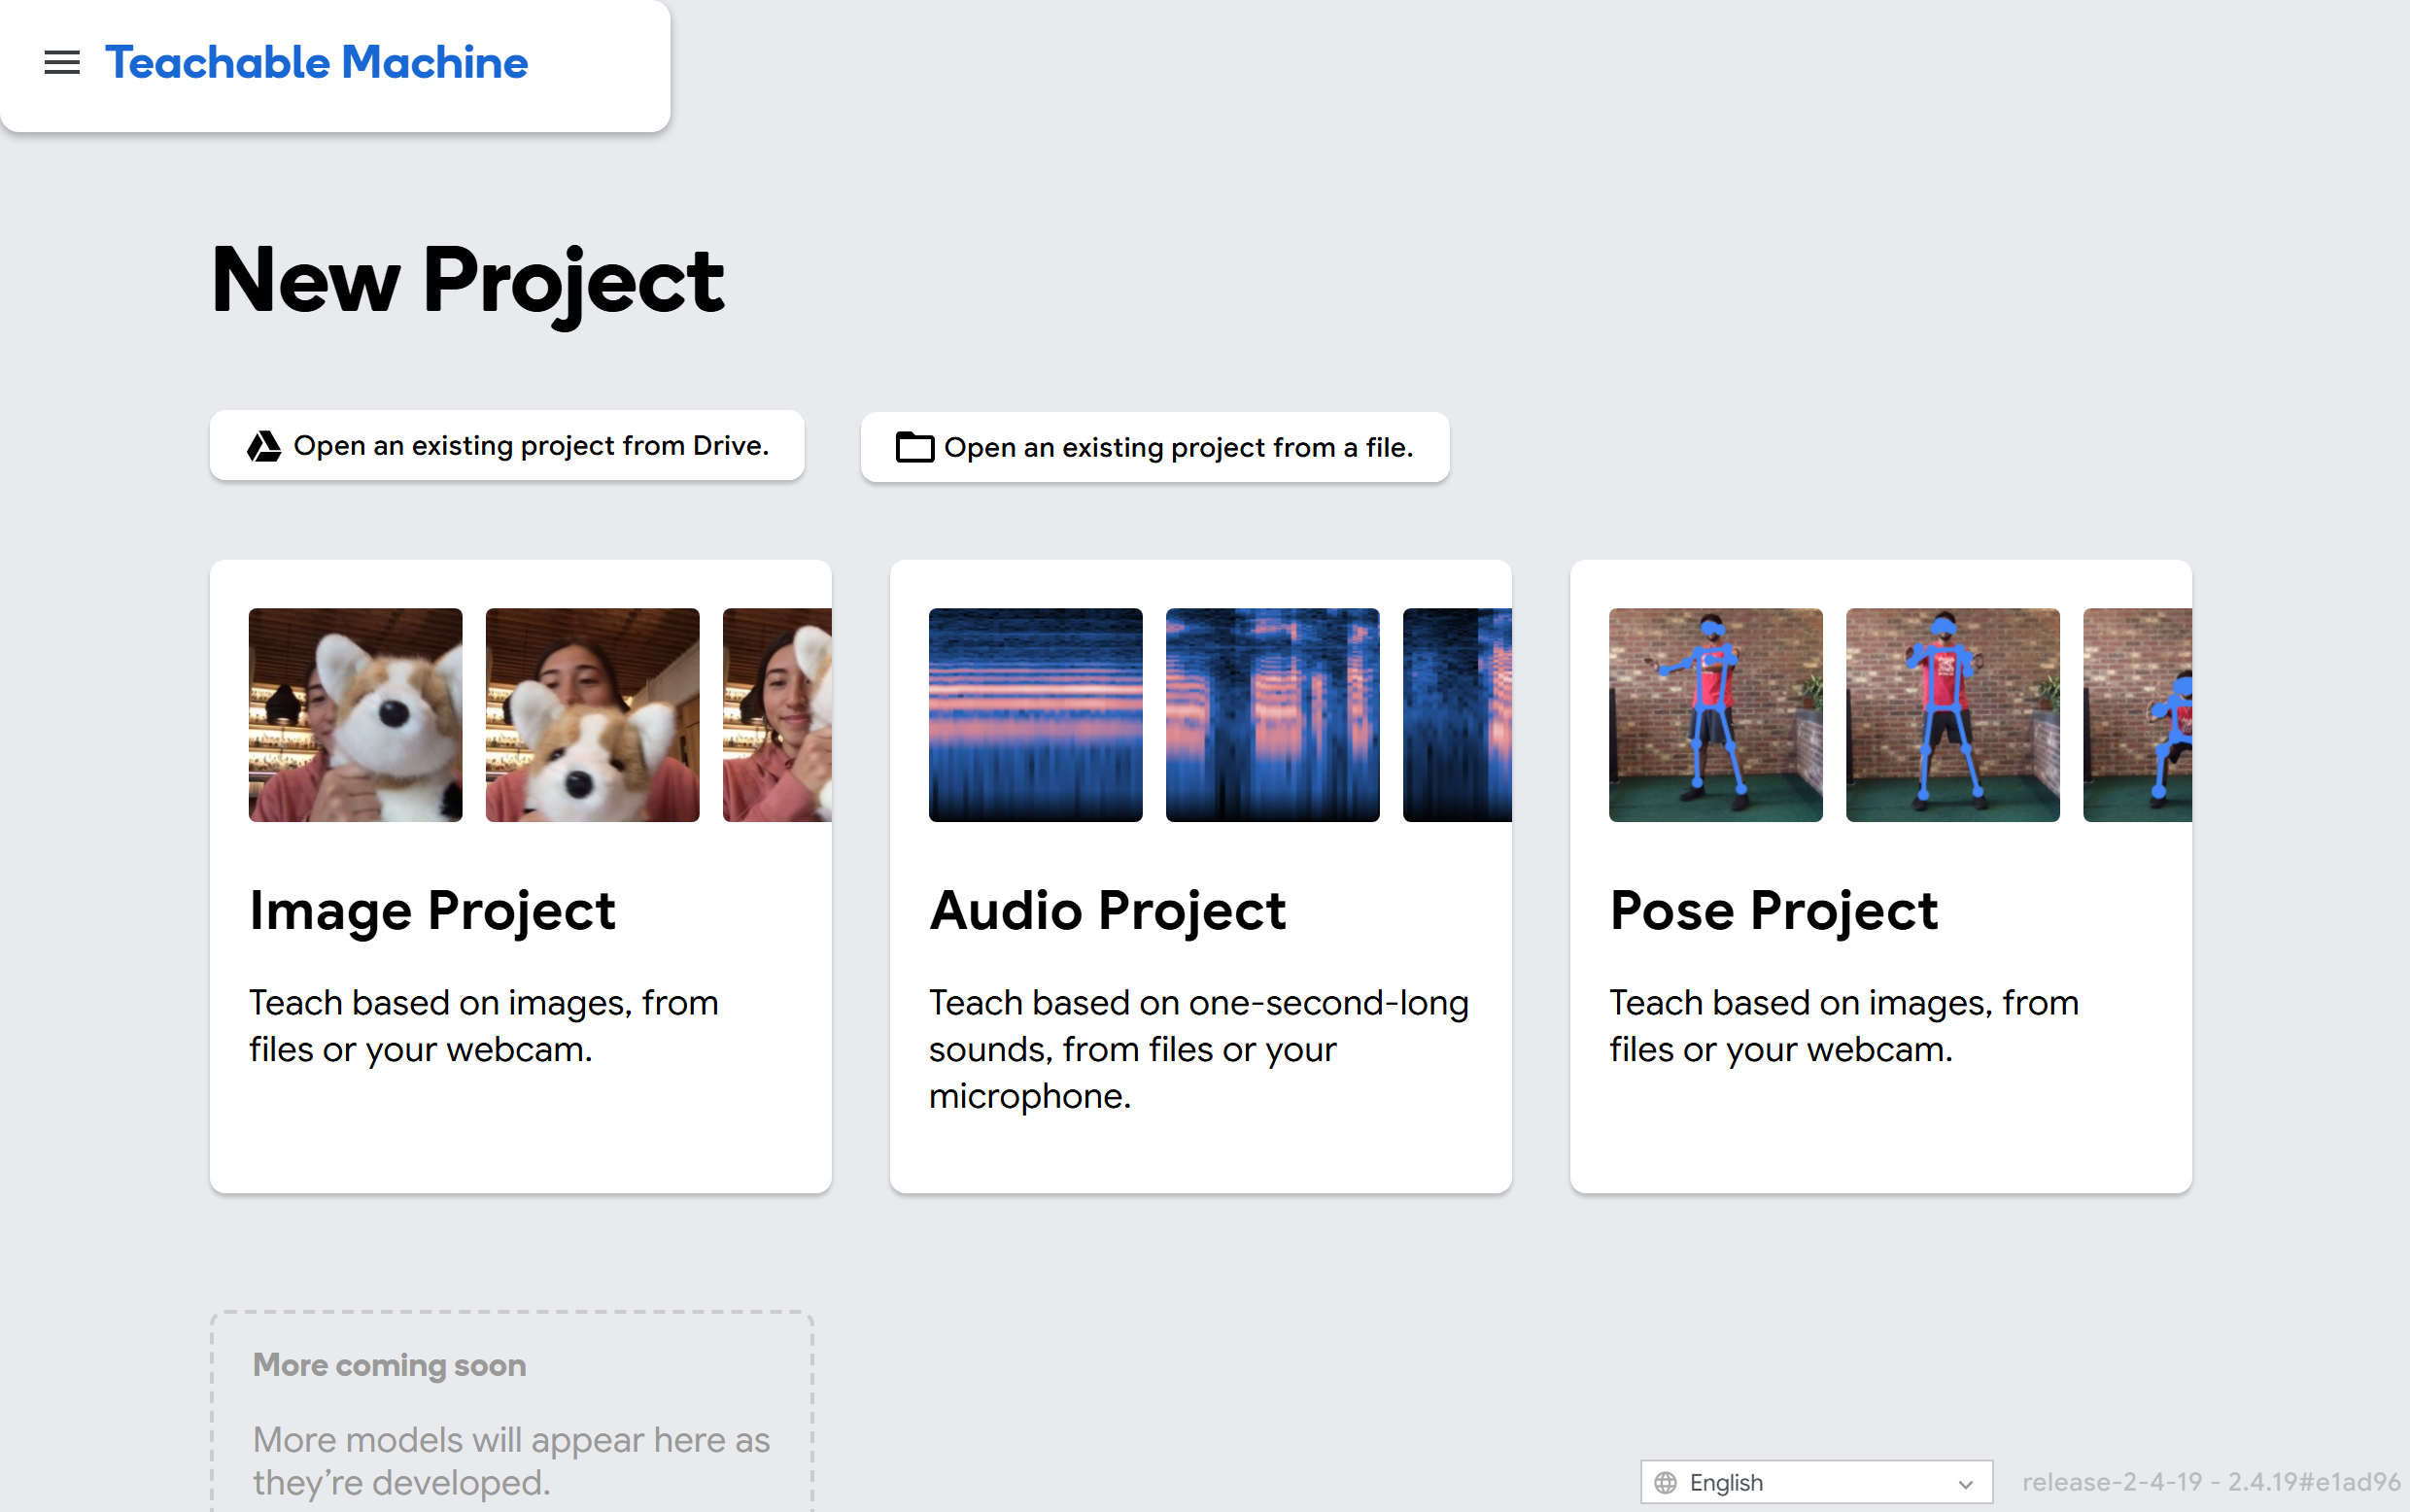 Teachable Machine
New Project
Open an existing project from Drive.
Open an existing project from a file.
Image Project
Teach based on images, from
files or your webcam.
Audio Project
Teach based on one-second-long
sounds, from files or your
microphone.
Pose Project
Teach based on images, from
files or your webcam.
More coming soon
More models will appear here as
they’re developed.
English
release-2-4-19 - 2.4.19#e1ad96